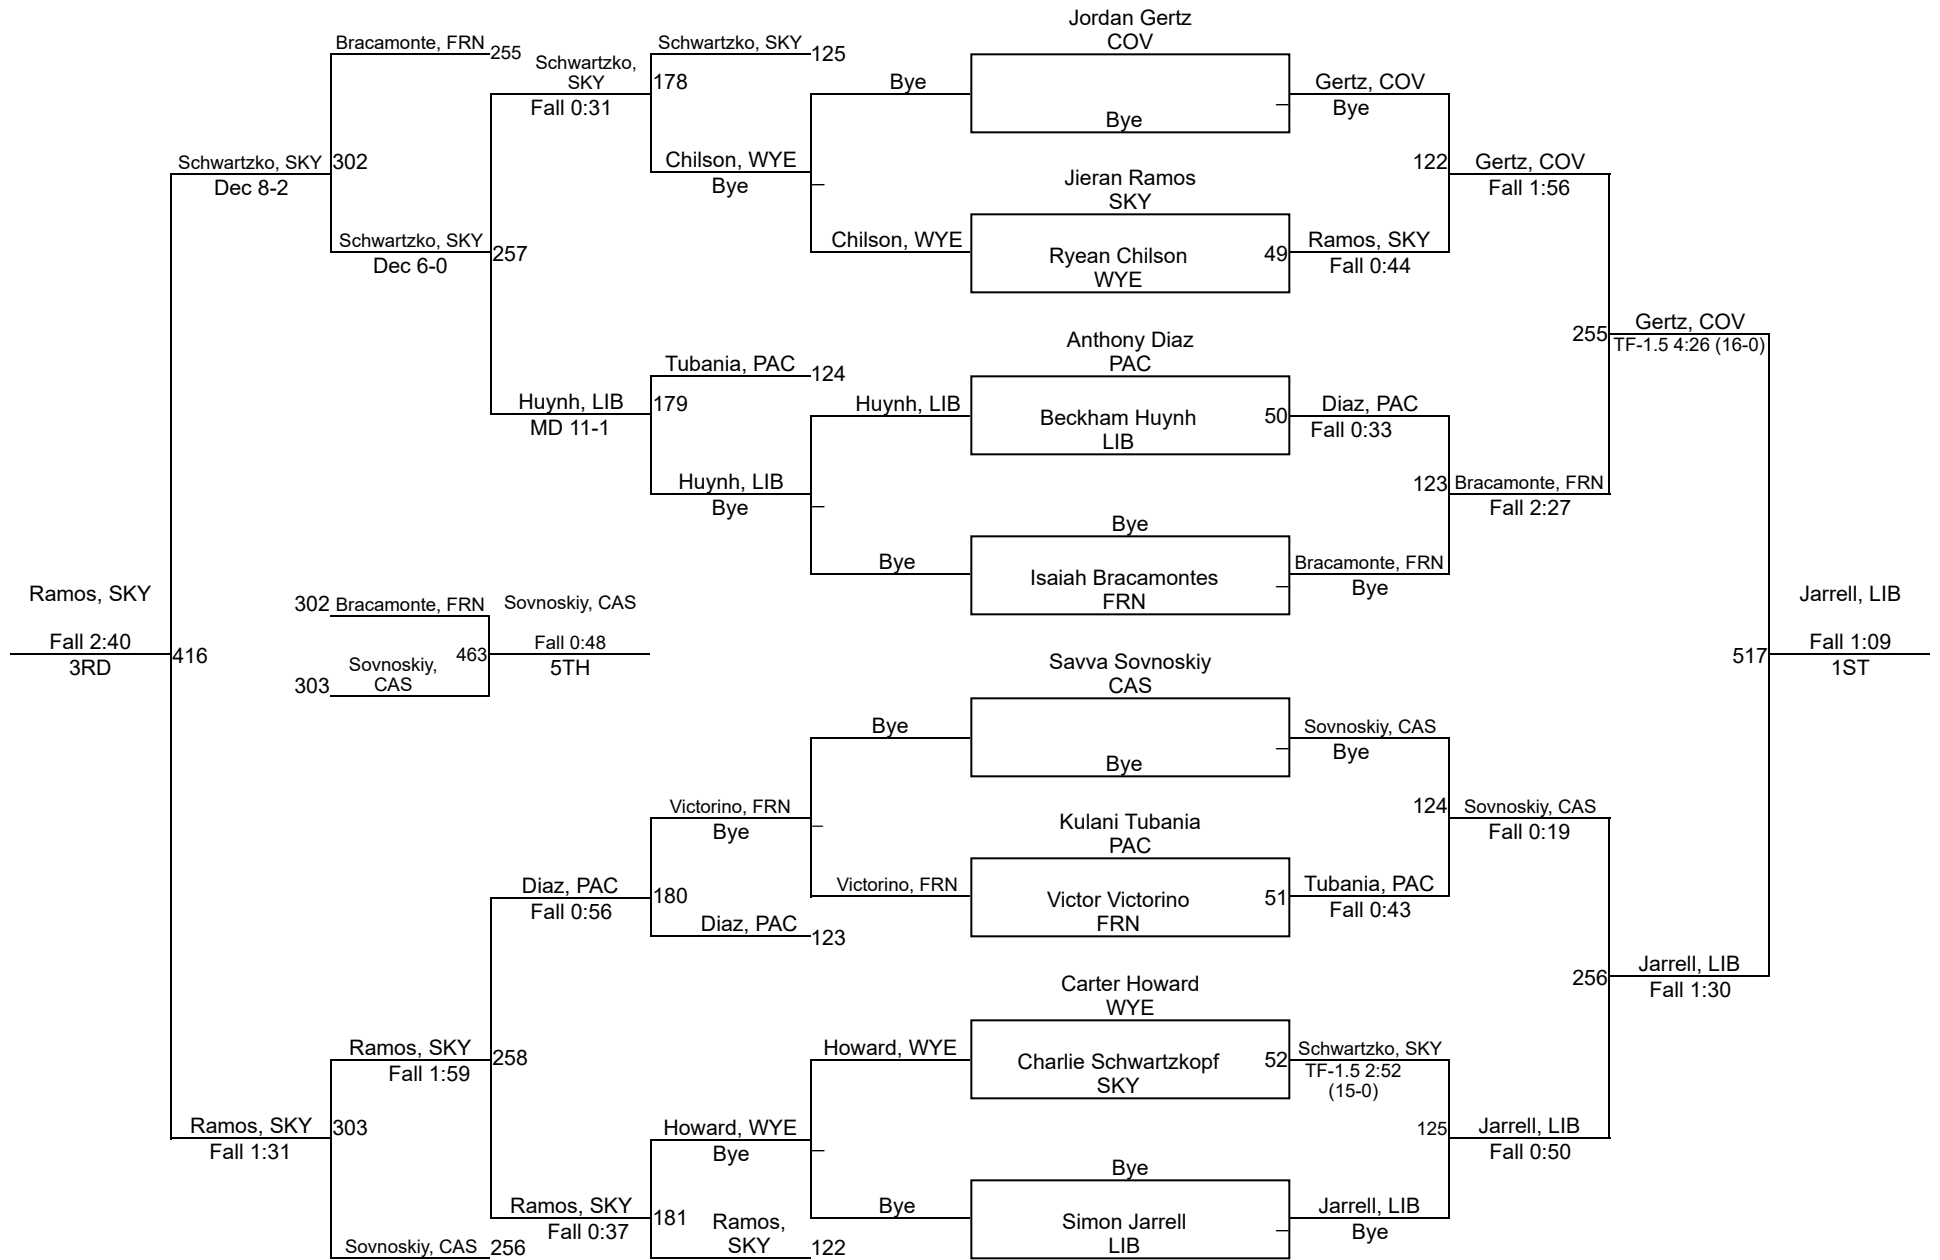 Jordan Gertz
COV
Bracamonte, FRN
255
Schwartzko, SKY
125
Schwartzko,
SKY
Fall 0:31
178
Bye
Bye
Gertz, COV
Bye
Schwartzko, SKY
Dec 8-2
302
Chilson, WYE
Bye
Jieran Ramos
SKY
122
Gertz, COV
Fall 1:56
Schwartzko, SKY
Dec 6-0
257
Chilson, WYE
Ryean Chilson
WYE
49
Ramos, SKY
Fall 0:44
Anthony Diaz
PAC
255
Gertz, COV
TF-1.5 4:26 (16-0)
Tubania, PAC
124
Huynh, LIB
MD 11-1
179
Huynh, LIB
Beckham Huynh
LIB
50
Diaz, PAC
Fall 0:33
Huynh, LIB
Bye
123
Bracamonte, FRN
Fall 2:27
Bye
Bye
Isaiah Bracamontes
FRN
Bracamonte, FRN
Bye
Ramos, SKY
Fall 2:40
3RD
416
302
Bracamonte, FRN
303
Sovnoskiy,
CAS
463
Sovnoskiy, CAS
Fall 0:48
5TH
517
Jarrell, LIB
Fall 1:09
1ST
Savva Sovnoskiy
CAS
Bye
Bye
Sovnoskiy, CAS
Bye
Victorino, FRN
Bye
Kulani Tubania
PAC
124
Sovnoskiy, CAS
Fall 0:19
Diaz, PAC
Fall 0:56
180
Victorino, FRN
Victor Victorino
FRN
51
Tubania, PAC
Fall 0:43
Diaz, PAC
123
Carter Howard
WYE
256
Jarrell, LIB
Fall 1:30
Ramos, SKY
Fall 1:59
258
Howard, WYE
Charlie Schwartzkopf
SKY
52
Schwartzko, SKY
TF-1.5 2:52
(15-0)
Ramos, SKY
Fall 1:31
303
Howard, WYE
Bye
125
Jarrell, LIB
Fall 0:50
Bye
Ramos, SKY
Fall 0:37
181
Ramos,
SKY
122
Bye
Simon Jarrell
LIB
Jarrell, LIB
Bye
Sovnoskiy, CAS
256